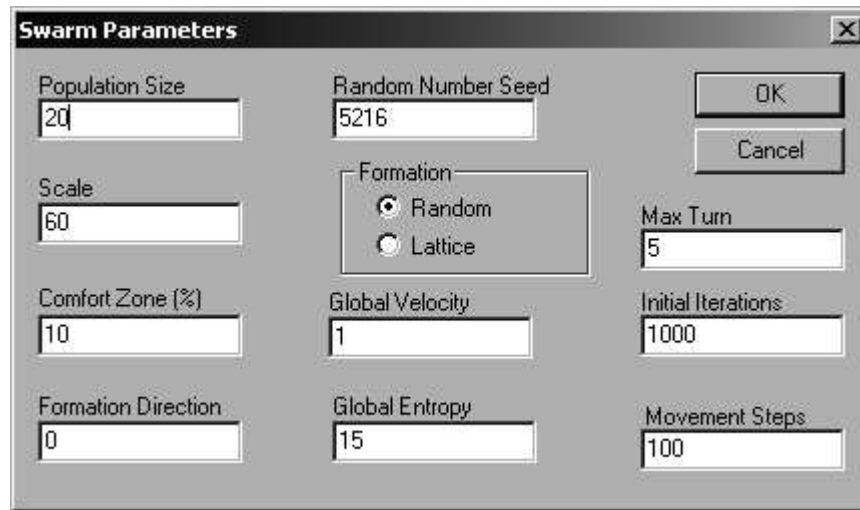 Swarm Parameters
Population Size
20
Random Number Seed
5216
OK
Cancel
Scale
60
Formation
Random
Lattice
Max Turn
5
Comfort Zone (%)
10
Global Velocity
1
Initial Iterations
1000
Formation Direction
0
Global Entropy
15
Movement Steps
100